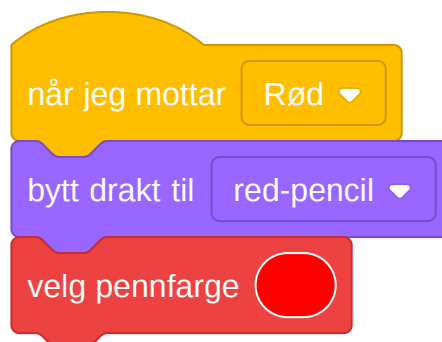 når jeg mottar Rød
bytt drakt til red-pencil
velg pennfarge